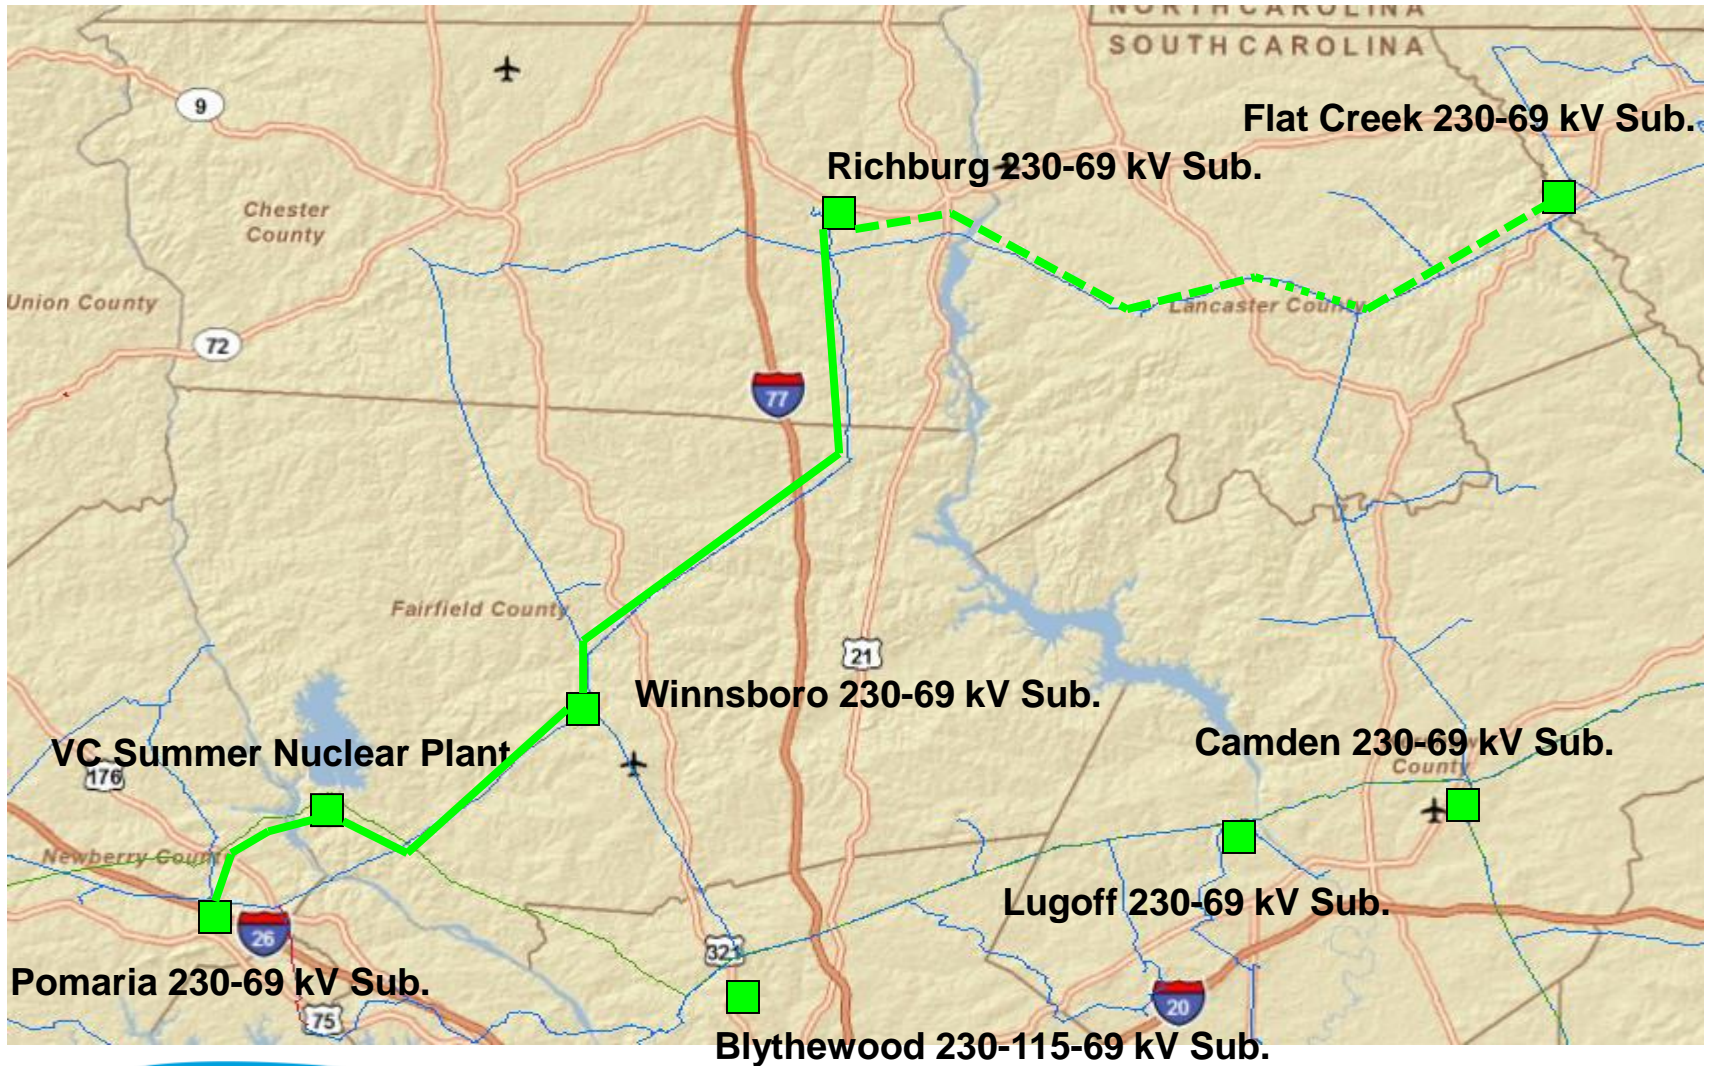 NORTH CAROLINA
SOUTH CAROLINA
9
Flat Creek 230-69 kV Sub.
Richburg 230-69 kV Sub.
Chester
County
Union County
Lancaster County
72
77
Fairfield County
21
Winnsboro 230-69 kV Sub.
VC Summer Nuclear Plant
176
Camden 230-69 kV Sub.
County
Newberry County
Lugoff 230-69 kV Sub.
26
321
Pomaria 230-69 kV Sub.
20
75
Blythewood 230-115-69 kV Sub.